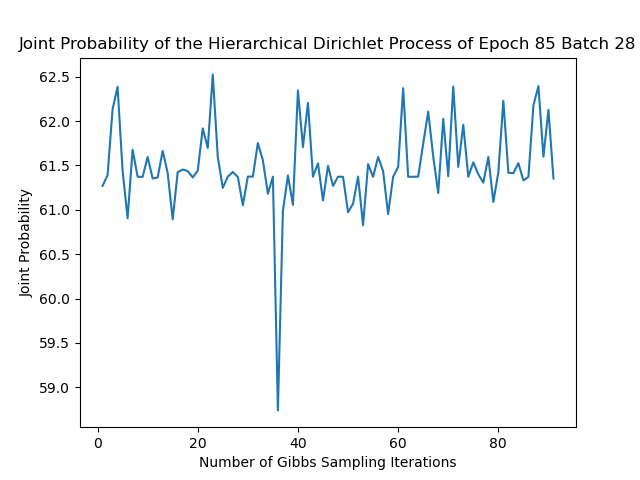 Joint Probability of the Hierarchical Dirichlet Process of Epoch 85 Batch 28
62.5
62.0
61.5
61.0
60.5
60.0
59.5
59.0
Joint Probability
0 20 40 60 80
Number of Gibbs Sampling Iterations